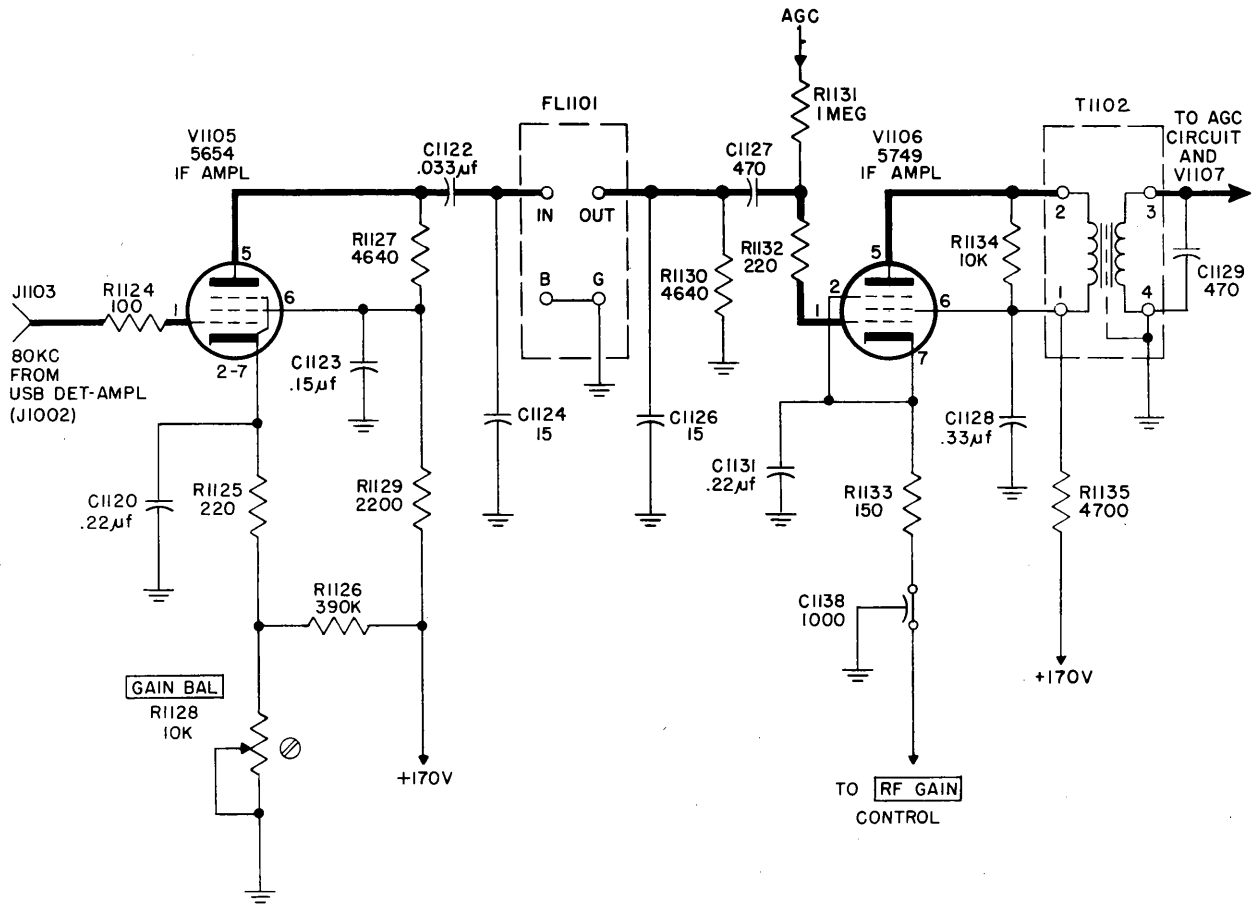 AGC
R1131
1 MEG
FL1101
T1102
V1105
5654
IF AMPL
C1122
.033µf
C1127
470
V1106
5749
IF AMPL
TO AGC
CIRCUIT
AND
V1107
IN
OUT
2
3
5
R1127
4640
R1132
220
5
R1134
10K
J1103
R1124
100
1
6
B
G
R1130
4640
2
1
6
1
4
C1129
470
80KC
FROM
USB DET-AMPL
(J1002)
2-7
C1123
.15µf
7
C1124
15
C1126
15
C1128
.33µf
C1120
.22µf
R1125
220
R1129
2200
C1131
.22µf
R1133
150
R1135
4700
R1126
390K
C1138
1000
GAIN BAL
R1128
10K
+170V
+170V
TO RF GAIN
CONTROL